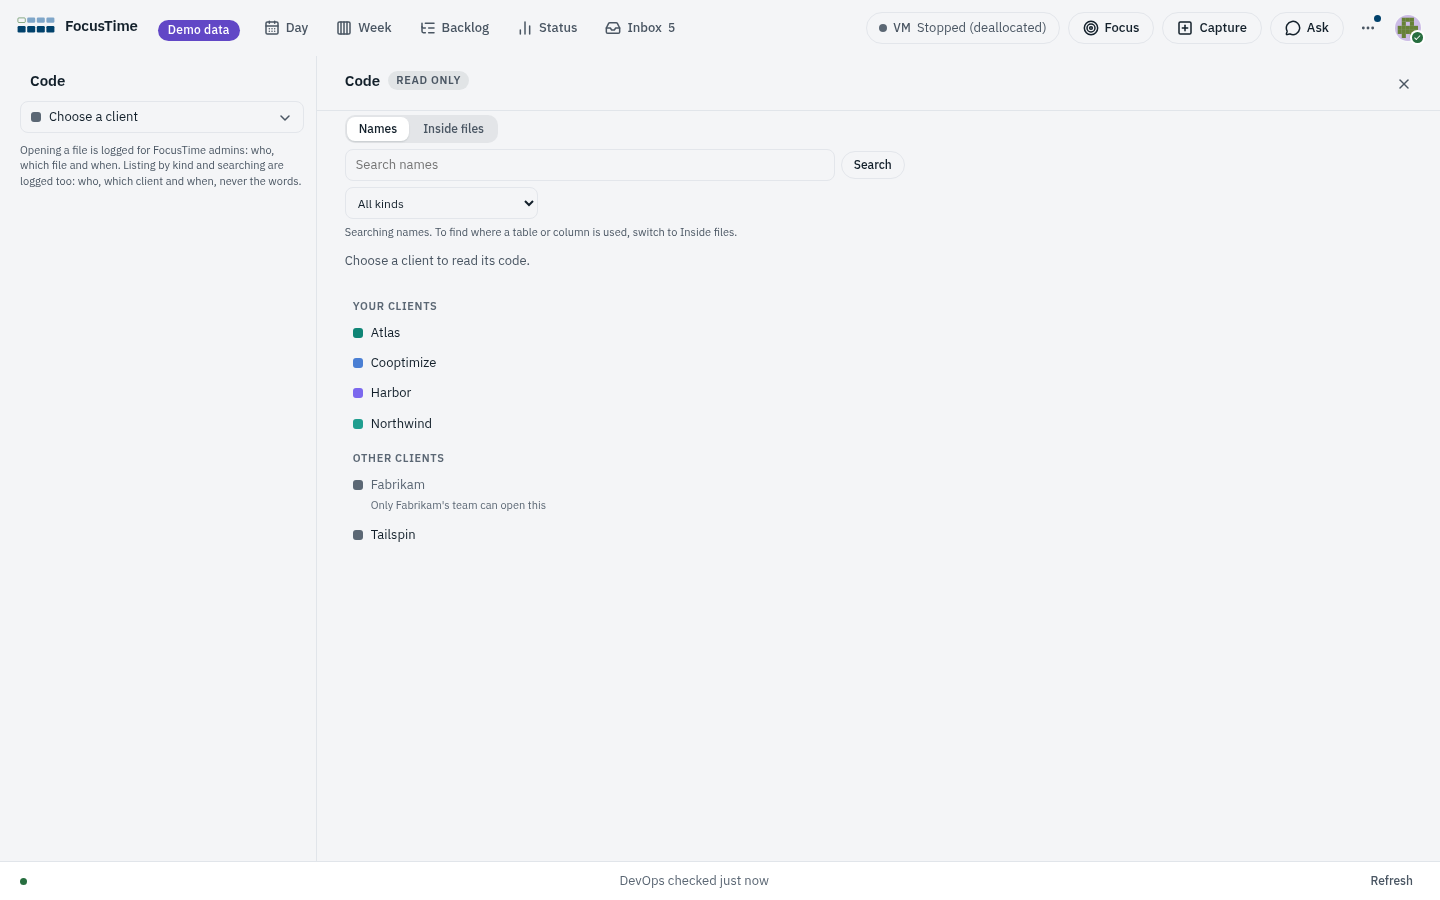 FocusTime
Demo data
Day
Week
Backlog
Status
Inbox 5
VM Stopped (deallocated)
Focus
Capture
Ask
Code
Choose a client
Opening a file is logged for FocusTime admins: who,
which file and when. Listing by kind and searching are
logged too: who, which client and when, never the words.
Code READ ONLY
Names
Inside files
Search names
Search
All kinds
Searching names. To find where a table or column is used, switch to Inside files.
Choose a client to read its code.
YOUR CLIENTS
Atlas
Cooptimize
Harbor
Northwind
OTHER CLIENTS
Fabrikam
Only Fabrikam's team can open this
Tailspin
DevOps checked just now
Refresh